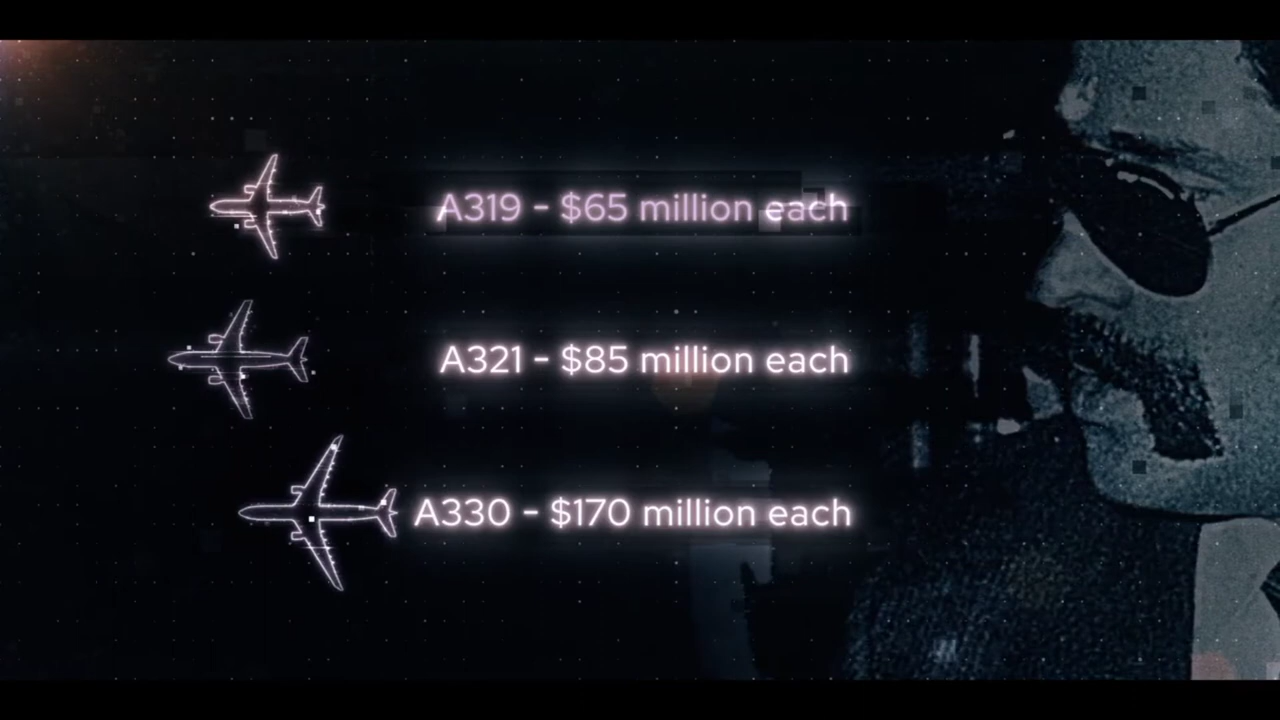 A319 - $65 million each
A321 - $85 million each
A330 - $170 million each